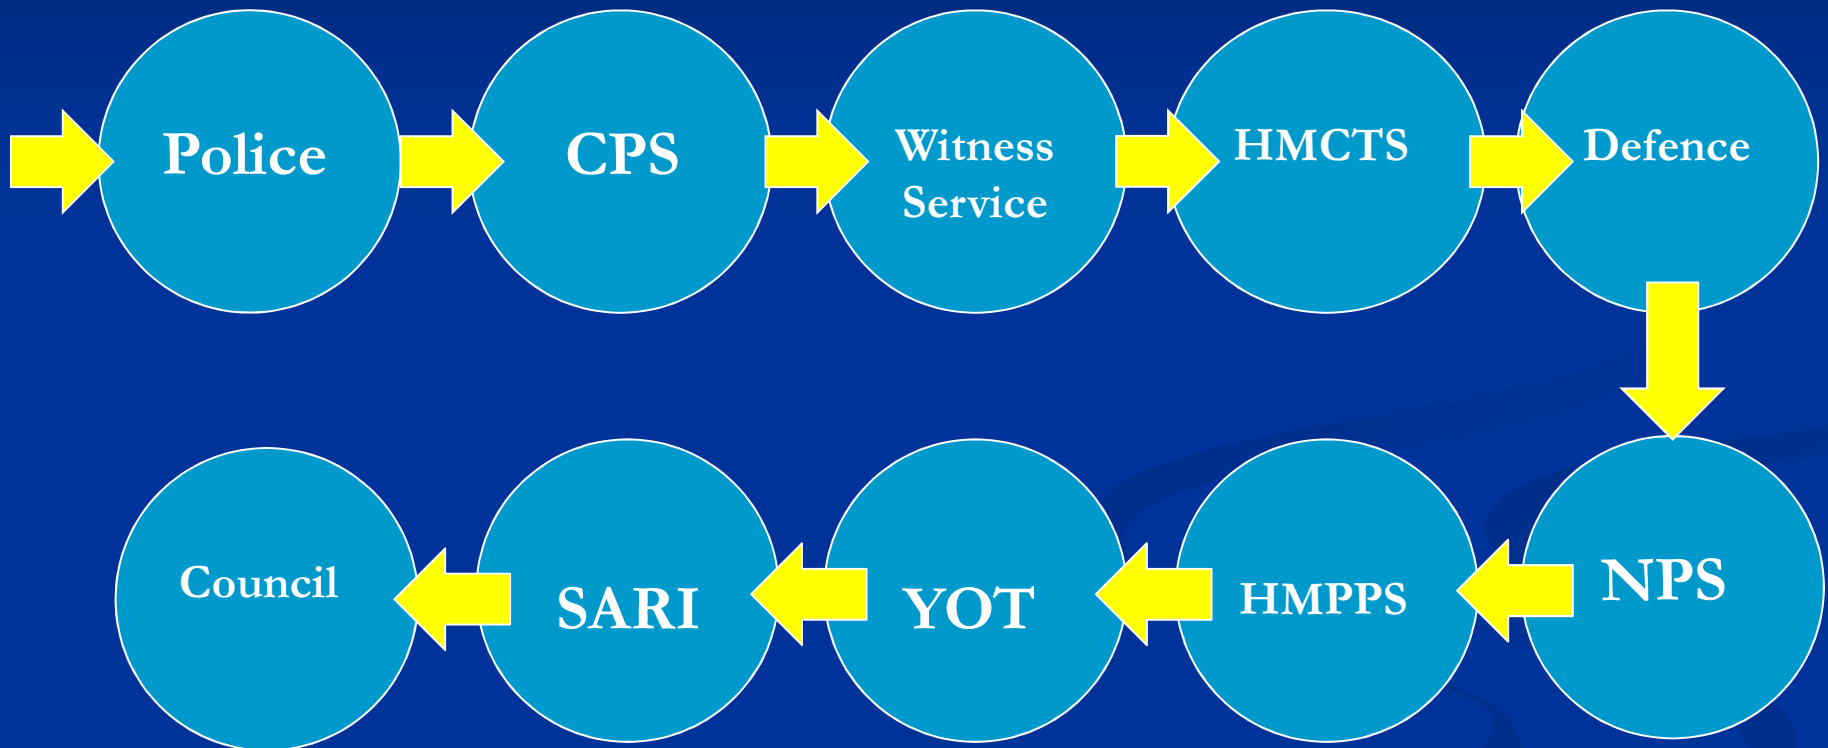 Police
CPS
Witness
Service
HMCTS
Defence
NPS
HMPPS
YOT
SARI
Council